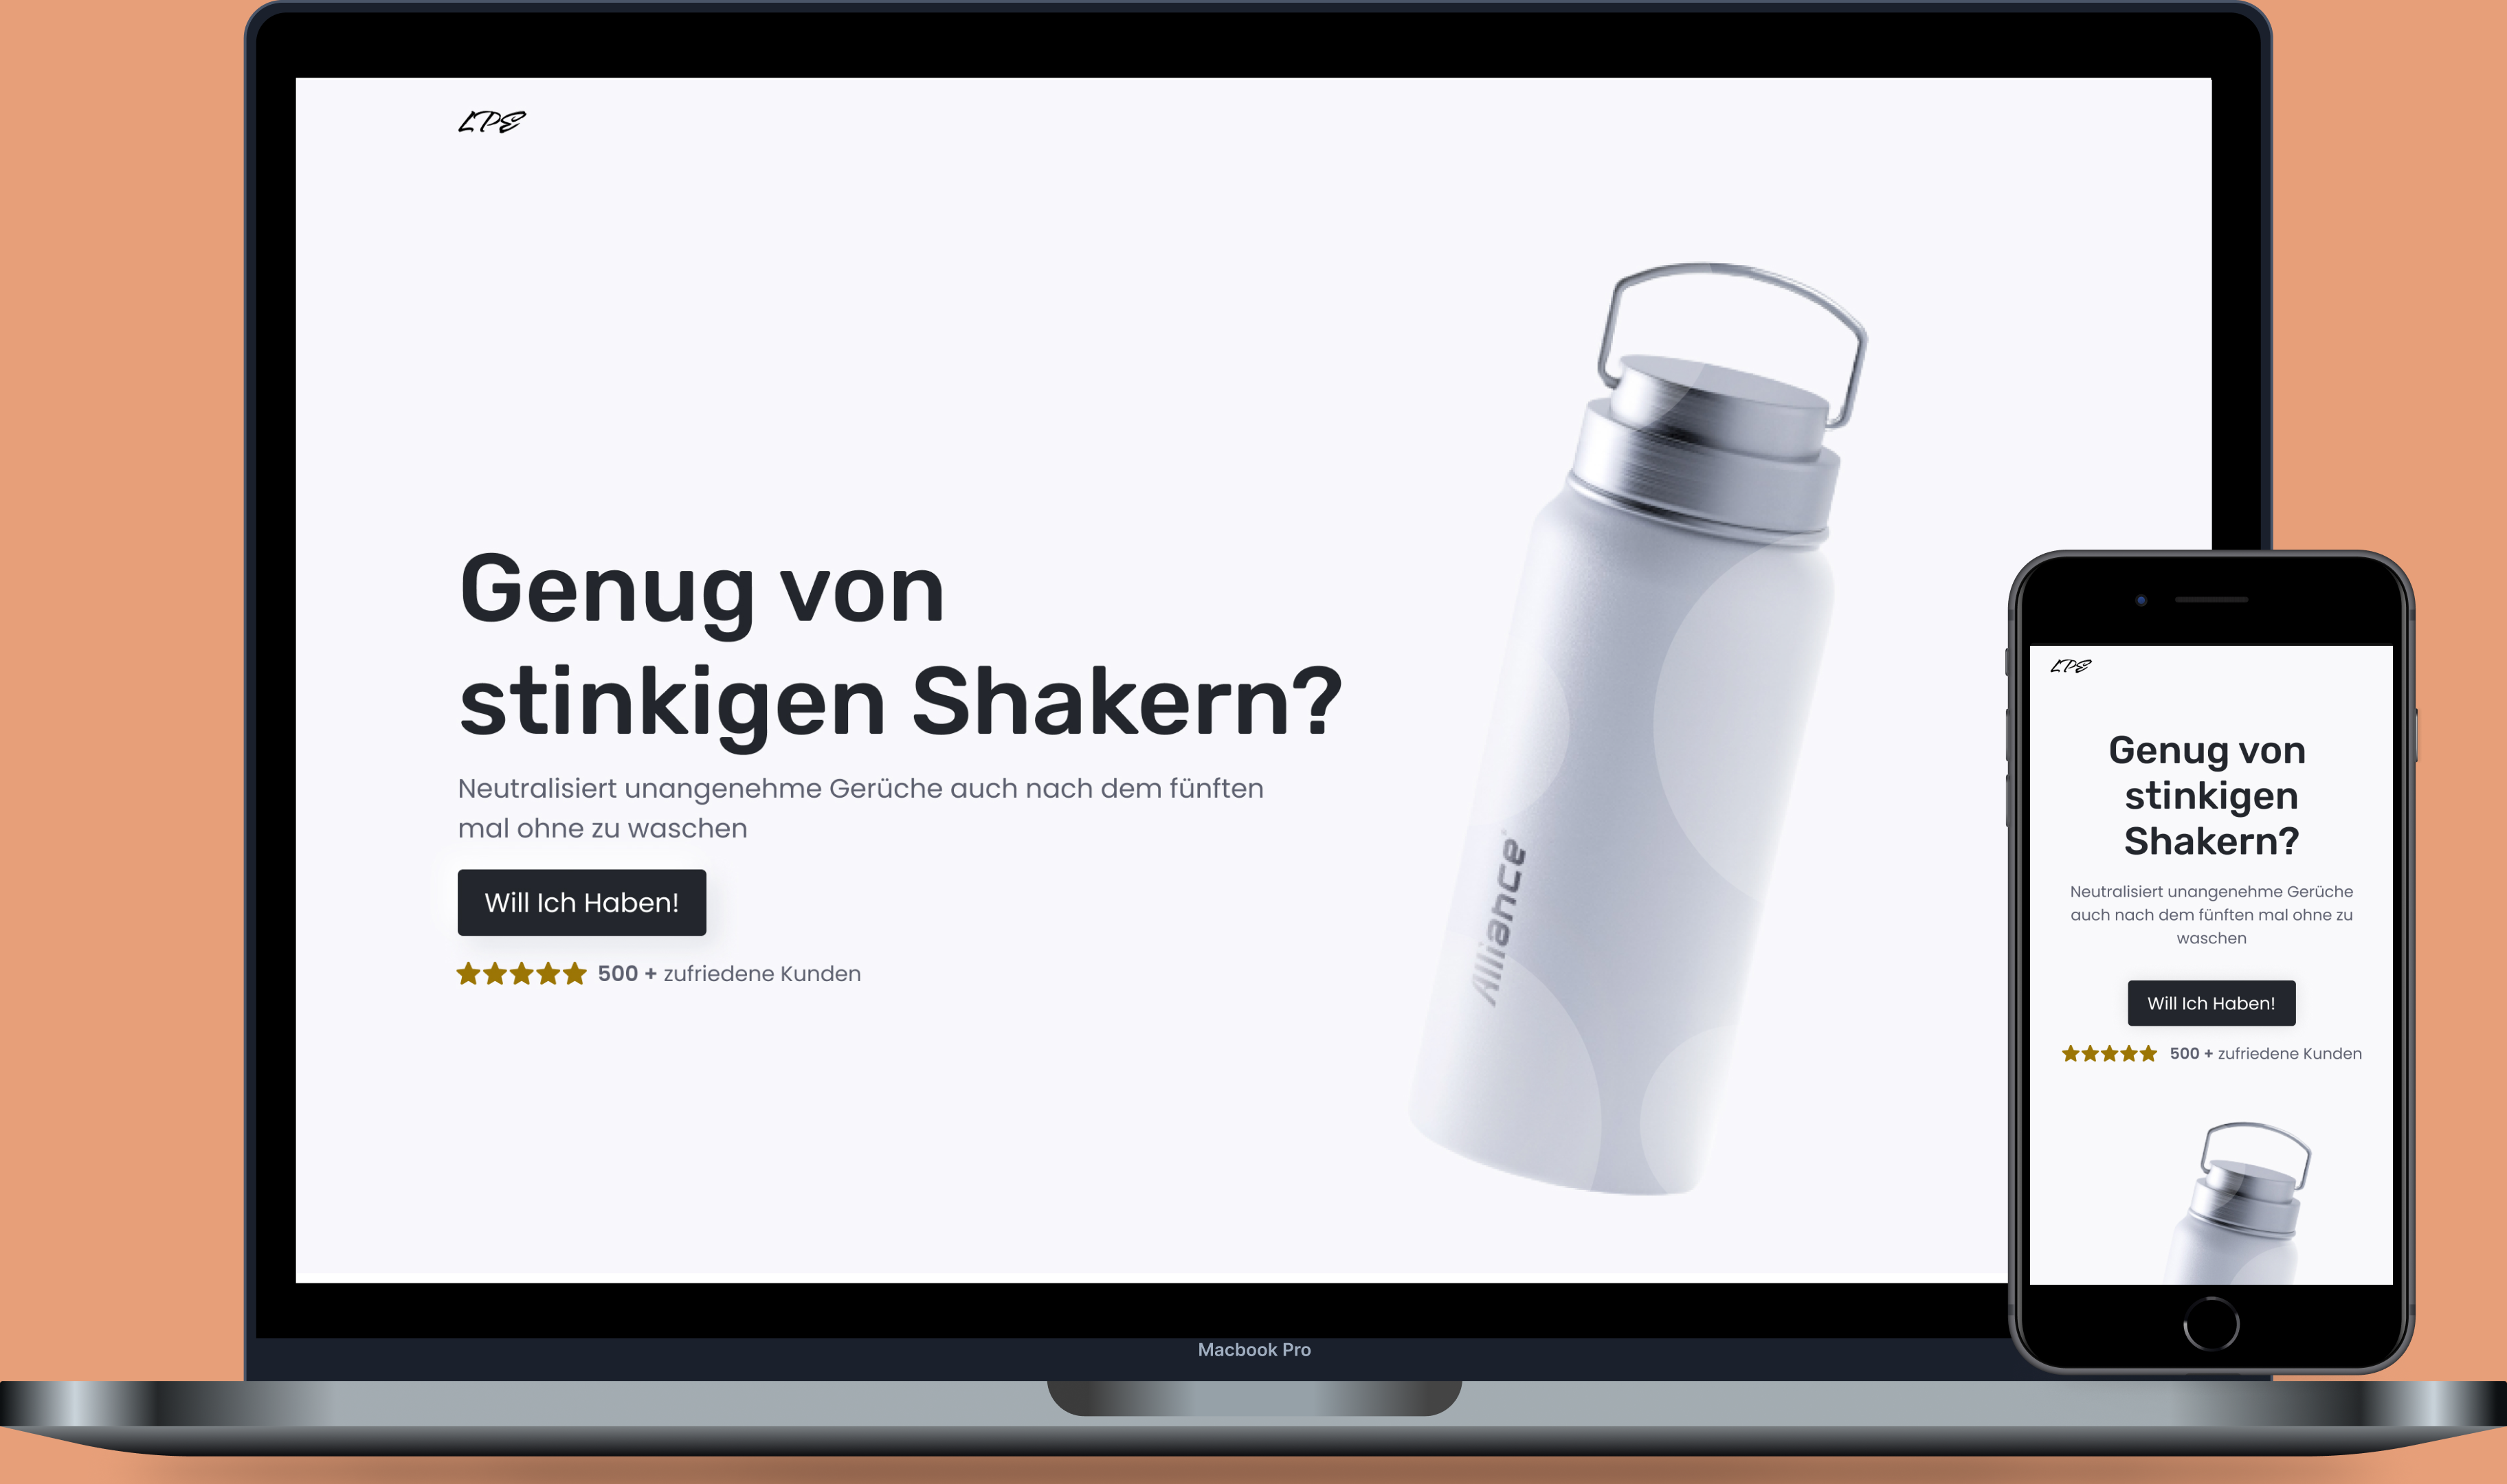 LPE
Genug von
stinkigen Shakern?
Neutralisiert unangenehme Gerüche auch nach dem fünften
mal ohne zu waschen
Will Ich Haben!
500 + zufriedene Kunden
Alliance
Macbook Pro
LPE
Genug von
stinkigen
Shakern?
Neutralisiert unangenehme Gerüche
auch nach dem fünften mal ohne zu
waschen
Will Ich Haben!
500 + zufriedene Kunden